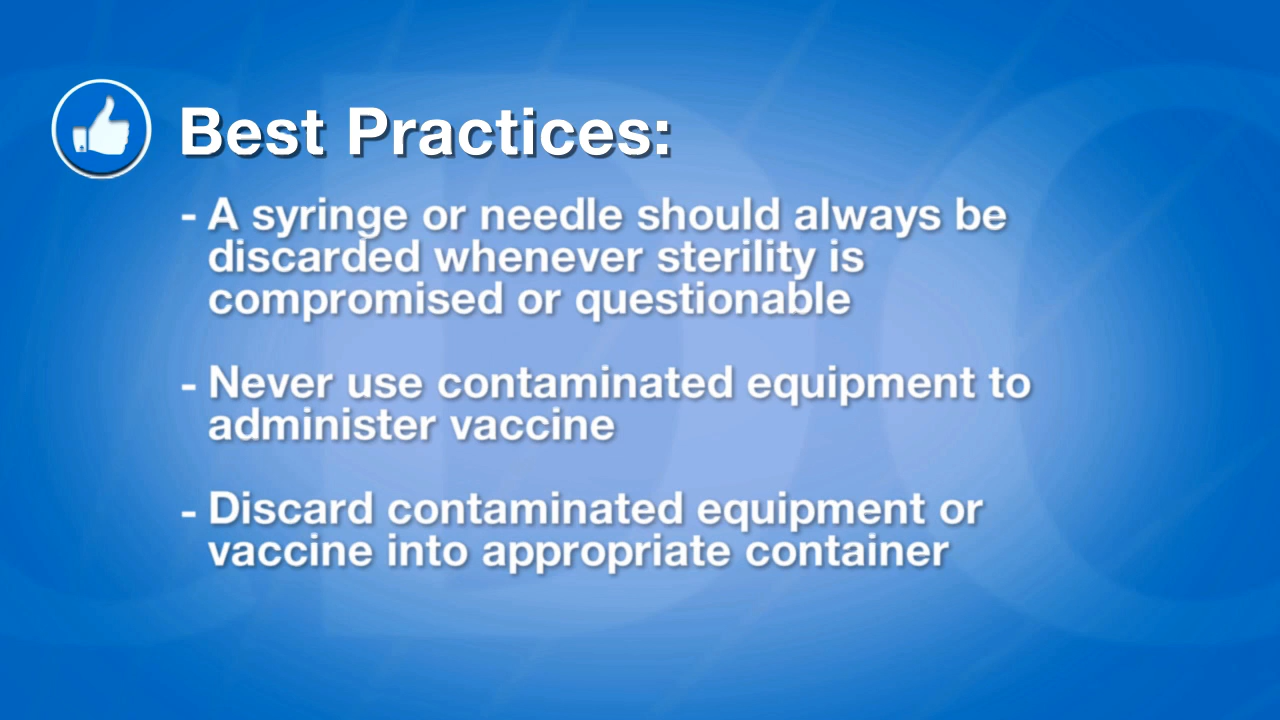 Best Practices:
- A syringe or needle should always be
discarded whenever sterility is
compromised or questionable
- Never use contaminated equipment to
administer vaccine
- Discard contaminated equipment or
vaccine into appropriate container
CDC